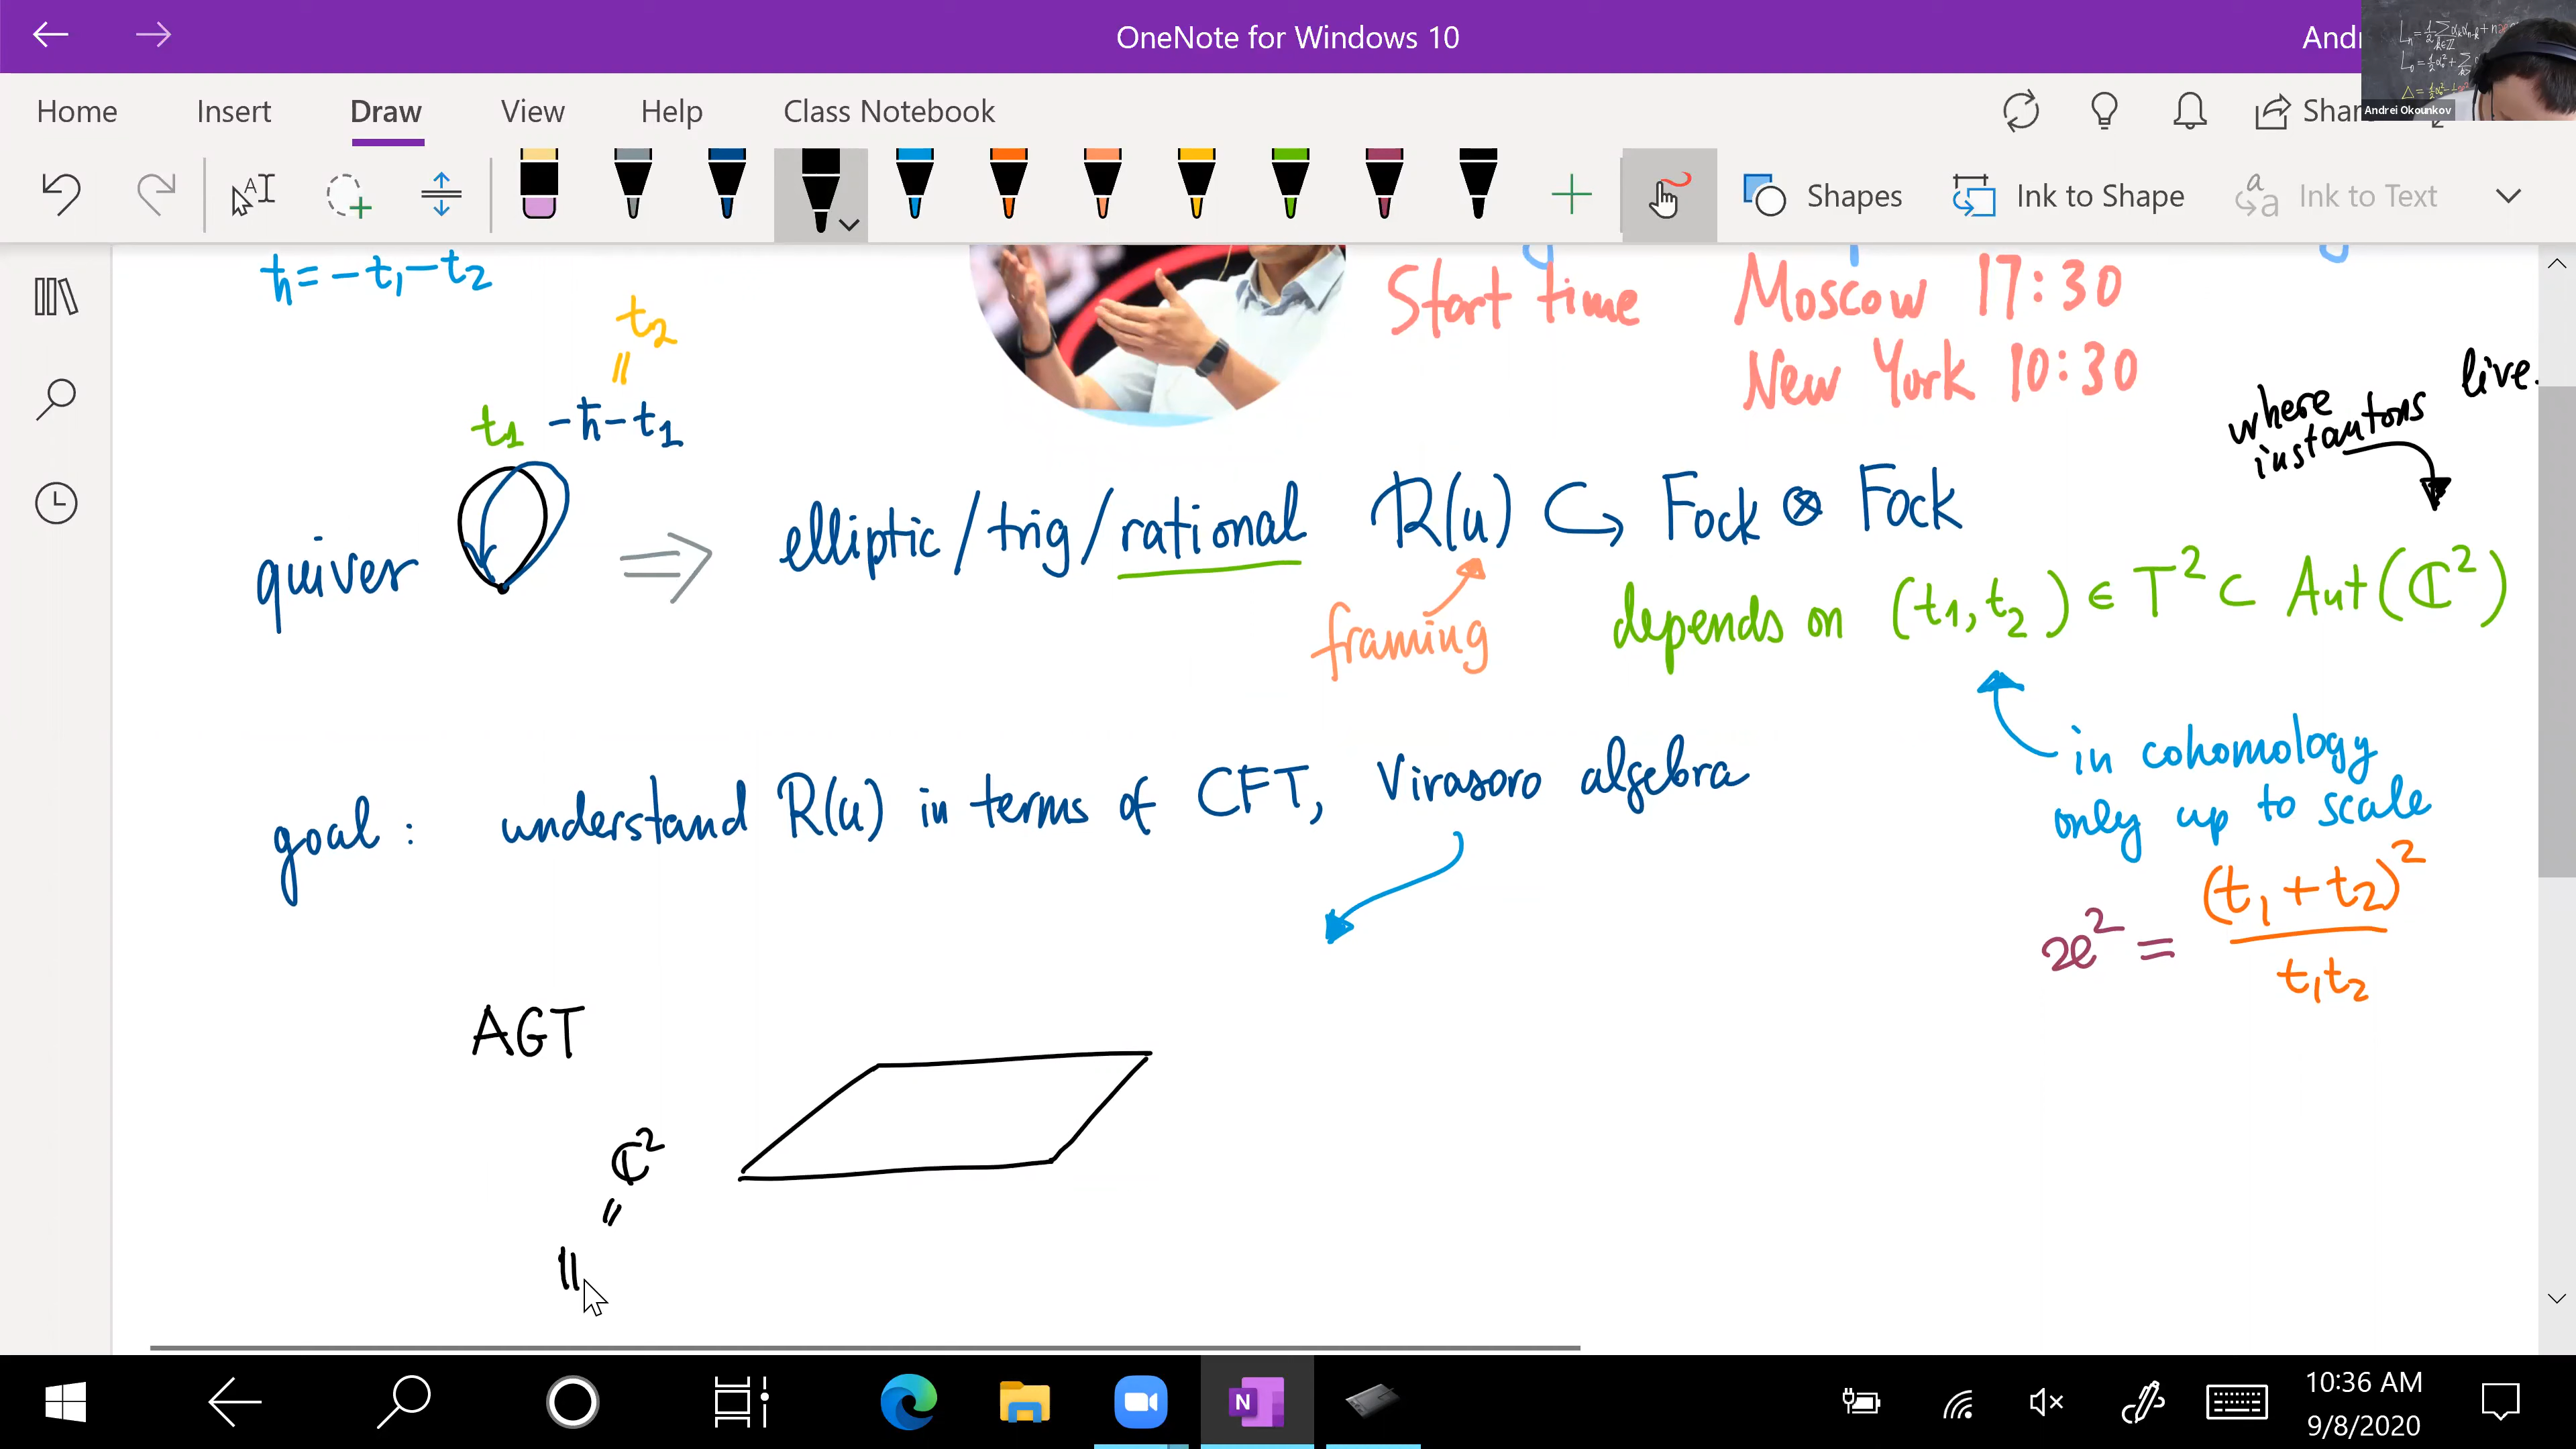 OneNote for Windows 10
Andr
Home Insert Draw View Help Class Notebook
Shar
Andrei Okounkov
Shapes Ink to Shape Ink to Text
ħ = -t₁-t₂
Start time Moscow 17:30
New York 10:30
t₂
=
t₁ -ħ-t₁
where instantons live.
quiver ⇒ elliptic/trig/rational R(u) ↪ Fock ⊗ Fock
framing
depends on (t₁,t₂) ∈ T² ⊂ Aut(ℂ²)
goal: understand R(u) in terms of CFT, Virasoro algebra
in cohomology
only up to scale
æ² = (t₁+t₂)² / t₁t₂
AGT
ℂ²
=
=
10:36 AM
9/8/2020